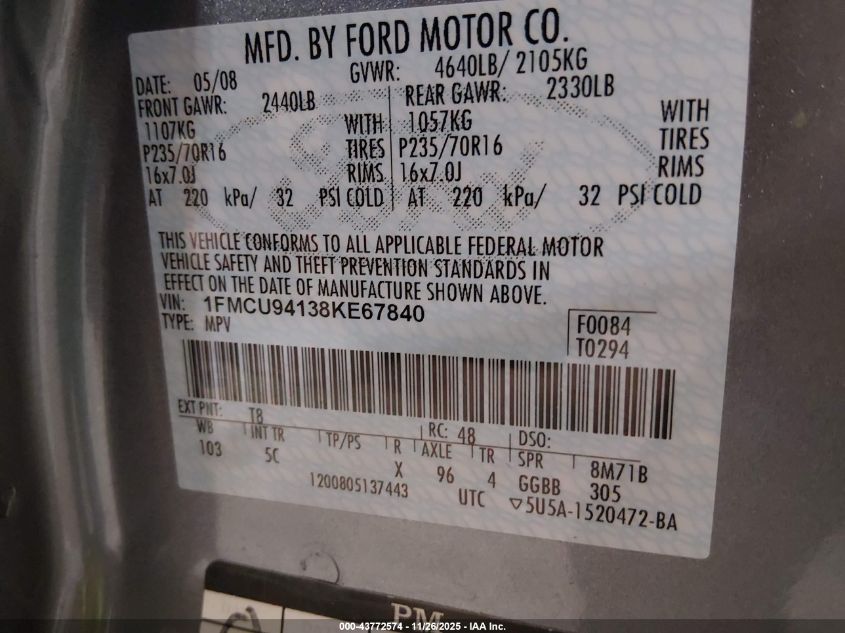 MFD. BY FORD MOTOR CO.
DATE: 05/08 GVWR: 4640LB/ 2105KG
FRONT GAWR: 2440LB REAR GAWR: 2330LB
1107KG WITH 1057KG WITH
P235/70R16 TIRES P235/70R16 TIRES
16x7.0J RIMS 16x7.0J RIMS
AT 220 kPa/ 32 PSI COLD AT 220 kPa/ 32 PSI COLD
THIS VEHICLE CONFORMS TO ALL APPLICABLE FEDERAL MOTOR
VEHICLE SAFETY AND THEFT PREVENTION STANDARDS IN
EFFECT ON THE DATE OF MANUFACTURE SHOWN ABOVE.
VIN: 1FMCU94138KE67840 F0084
TYPE: MPV T0294
EXT PNT: T8 RC: 48 DSO:
WB INT TR TP/PS R AXLE TR SPR 8M71B
103 5C X 96 4 GGBB 305
1200805137443 UTC ▽5U5A-1520472-BA
000-43772574 - 11/26/2025 - IAA Inc.